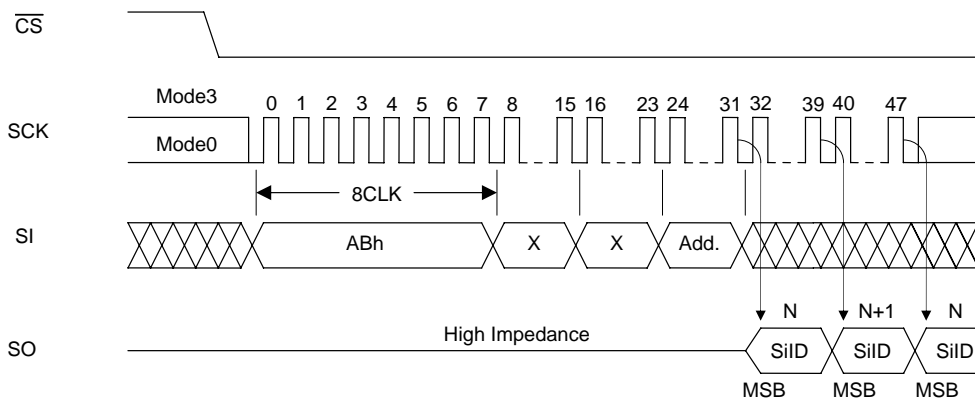 CS
Mode3
0 1 2 3 4 5 6 7 8 15 16 23 24 31 32 39 40 47
SCK
Mode0
8CLK
SI
ABh X X Add.
N N+1 N
High Impedance
SO
SiID SiID SiID
MSB MSB MSB